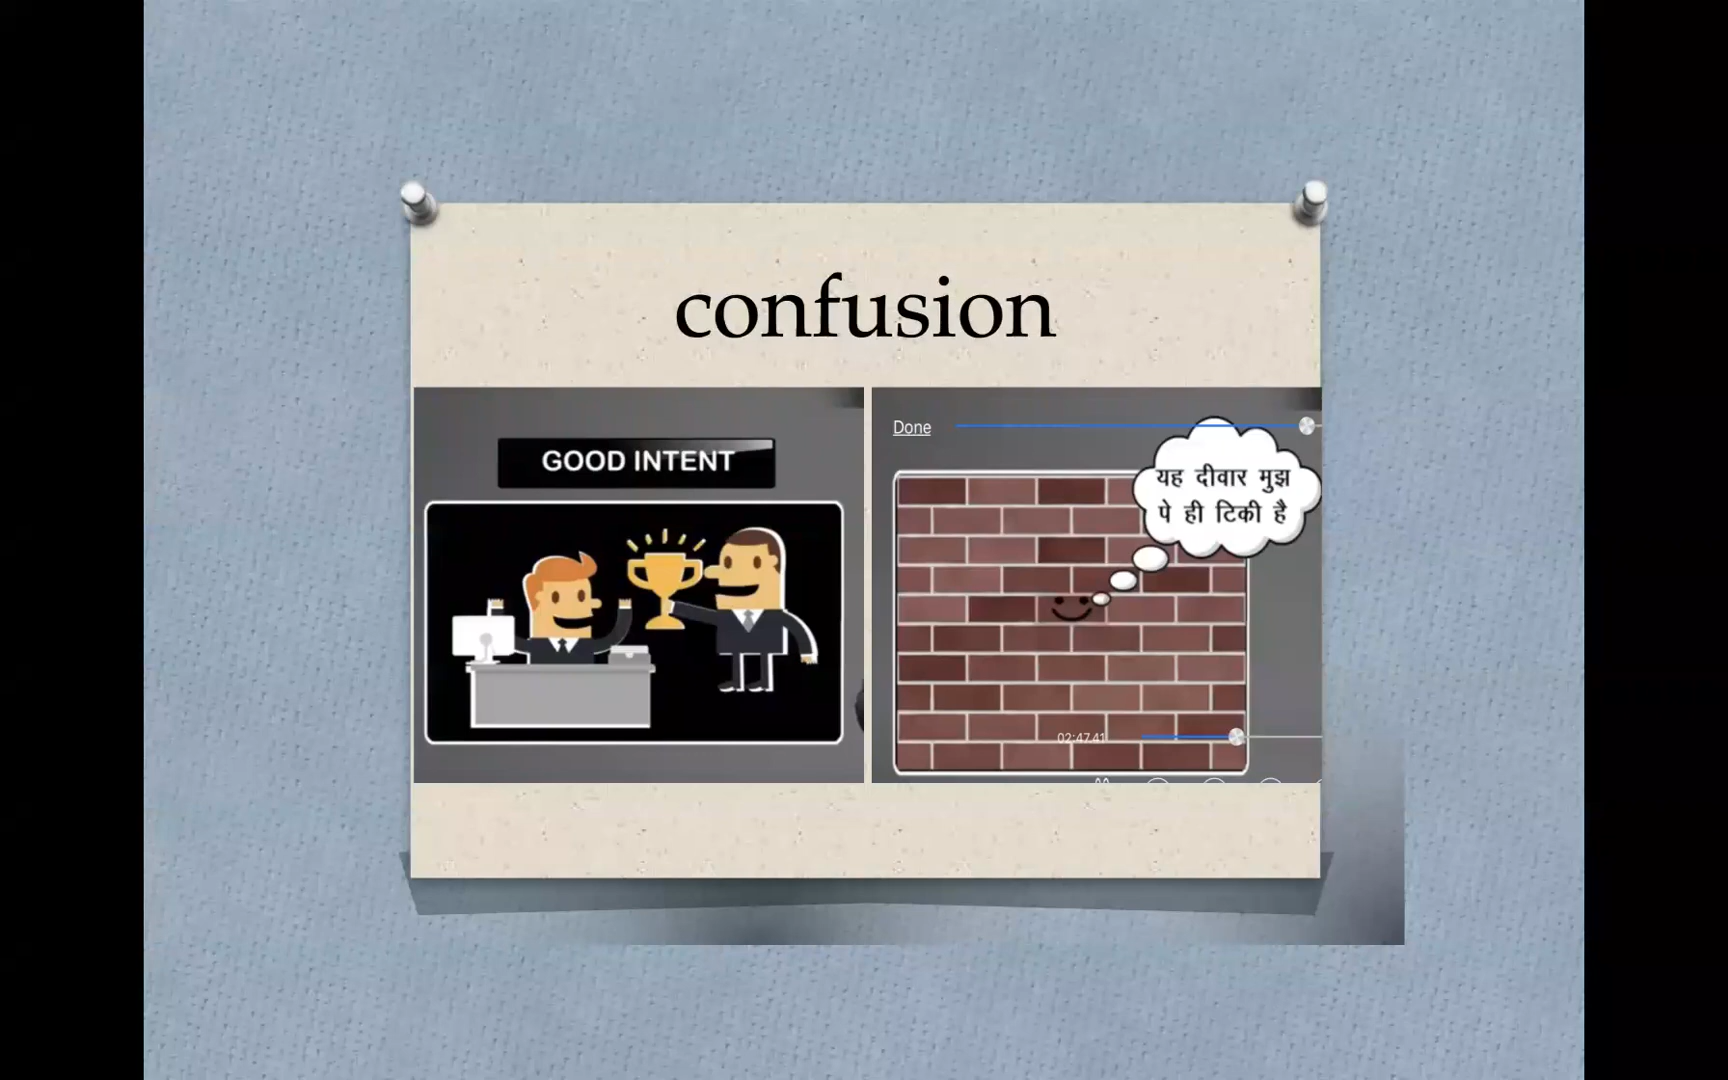 confusion
GOOD INTENT
Done
यह दीवार मुझ
पे ही टिकी है
02:47.41